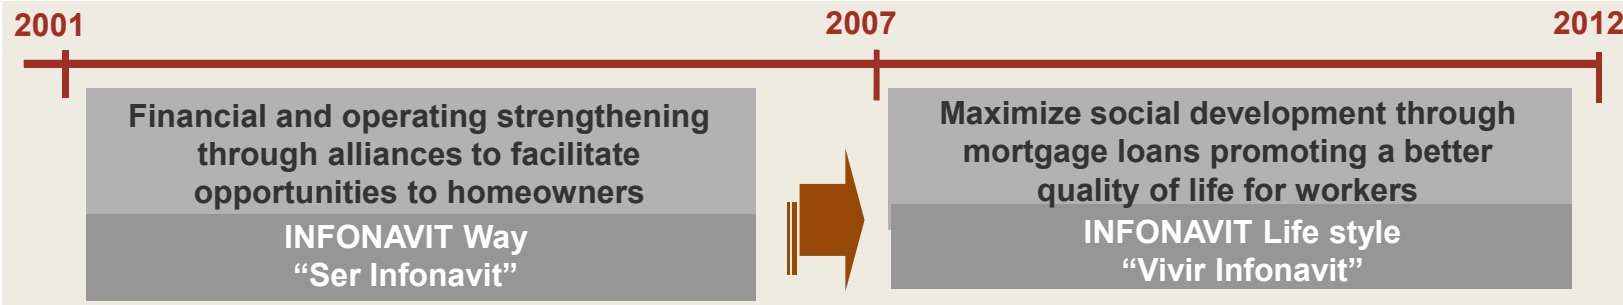 2001
2007
2012
Financial and operating strengthening
through alliances to facilitate
opportunities to homeowners
INFONAVIT Way
“Ser Infonavit”
Maximize social development through
mortgage loans promoting a better
quality of life for workers
INFONAVIT Life style
“Vivir Infonavit”